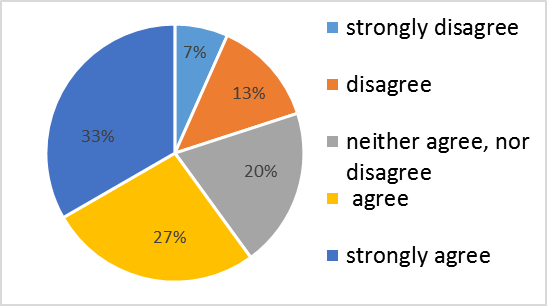 strongly disagree
7%
disagree
13%
33%
neither agree, nor
disagree
20%
agree
27%
strongly agree